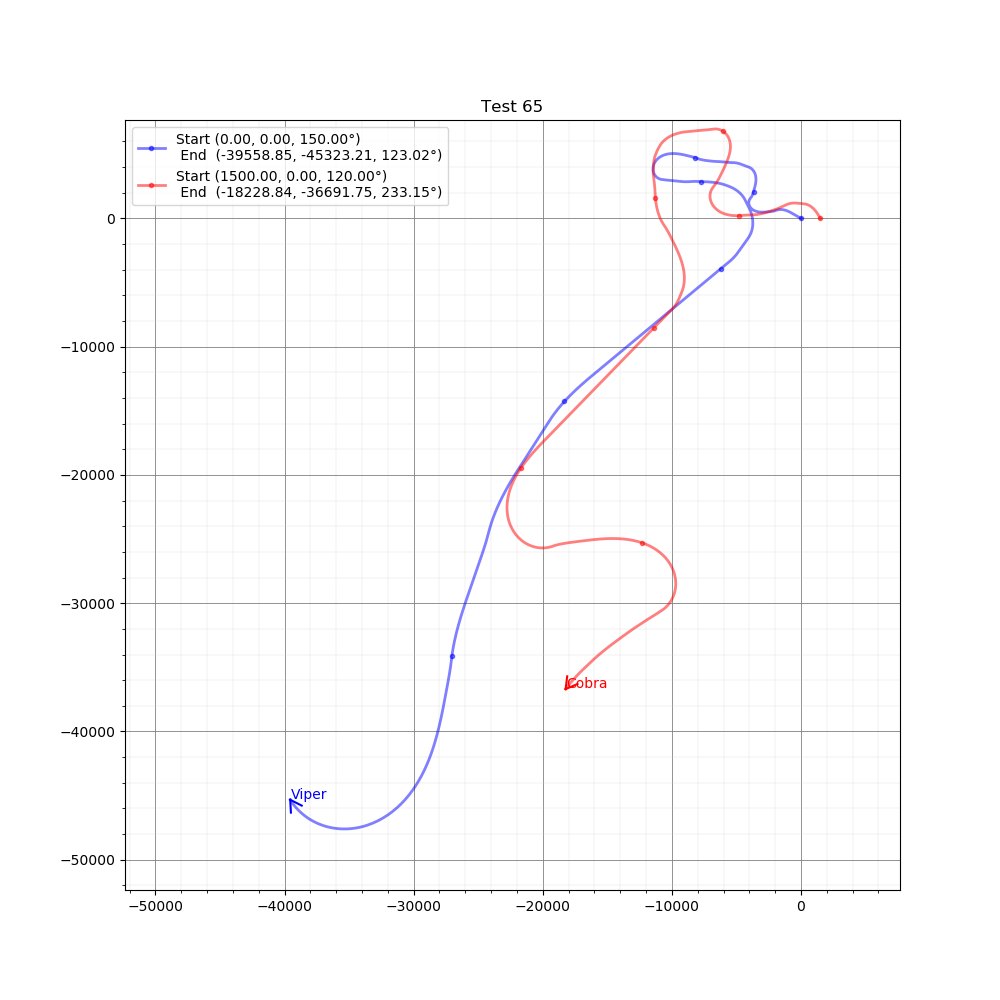 Test 65
Start (0.00, 0.00, 150.00°)
End  (-39558.85, -45323.21, 123.02°)
Start (1500.00, 0.00, 120.00°)
End  (-18228.84, -36691.75, 233.15°)
0
−10000
−20000
−30000
−40000
−50000
Cobra
Viper
−50000 −40000 −30000 −20000 −10000 0